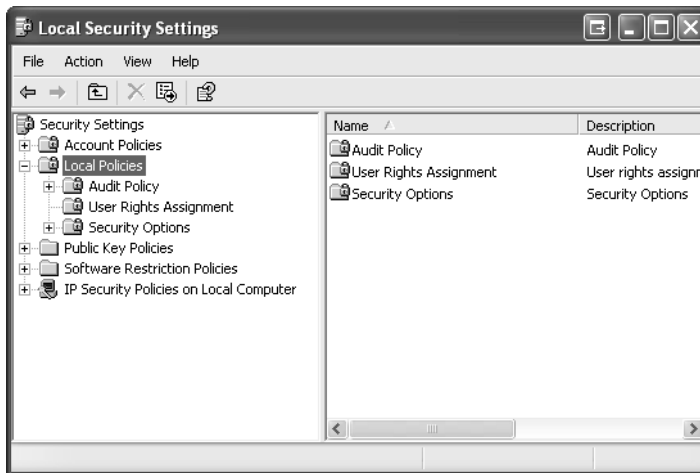 Local Security Settings
File Action View Help
Security Settings
Account Policies
Local Policies
Audit Policy
User Rights Assignment
Security Options
Public Key Policies
Software Restriction Policies
IP Security Policies on Local Computer
Name Description
Audit Policy Audit Policy
User Rights Assignment User rights assignr
Security Options Security Options